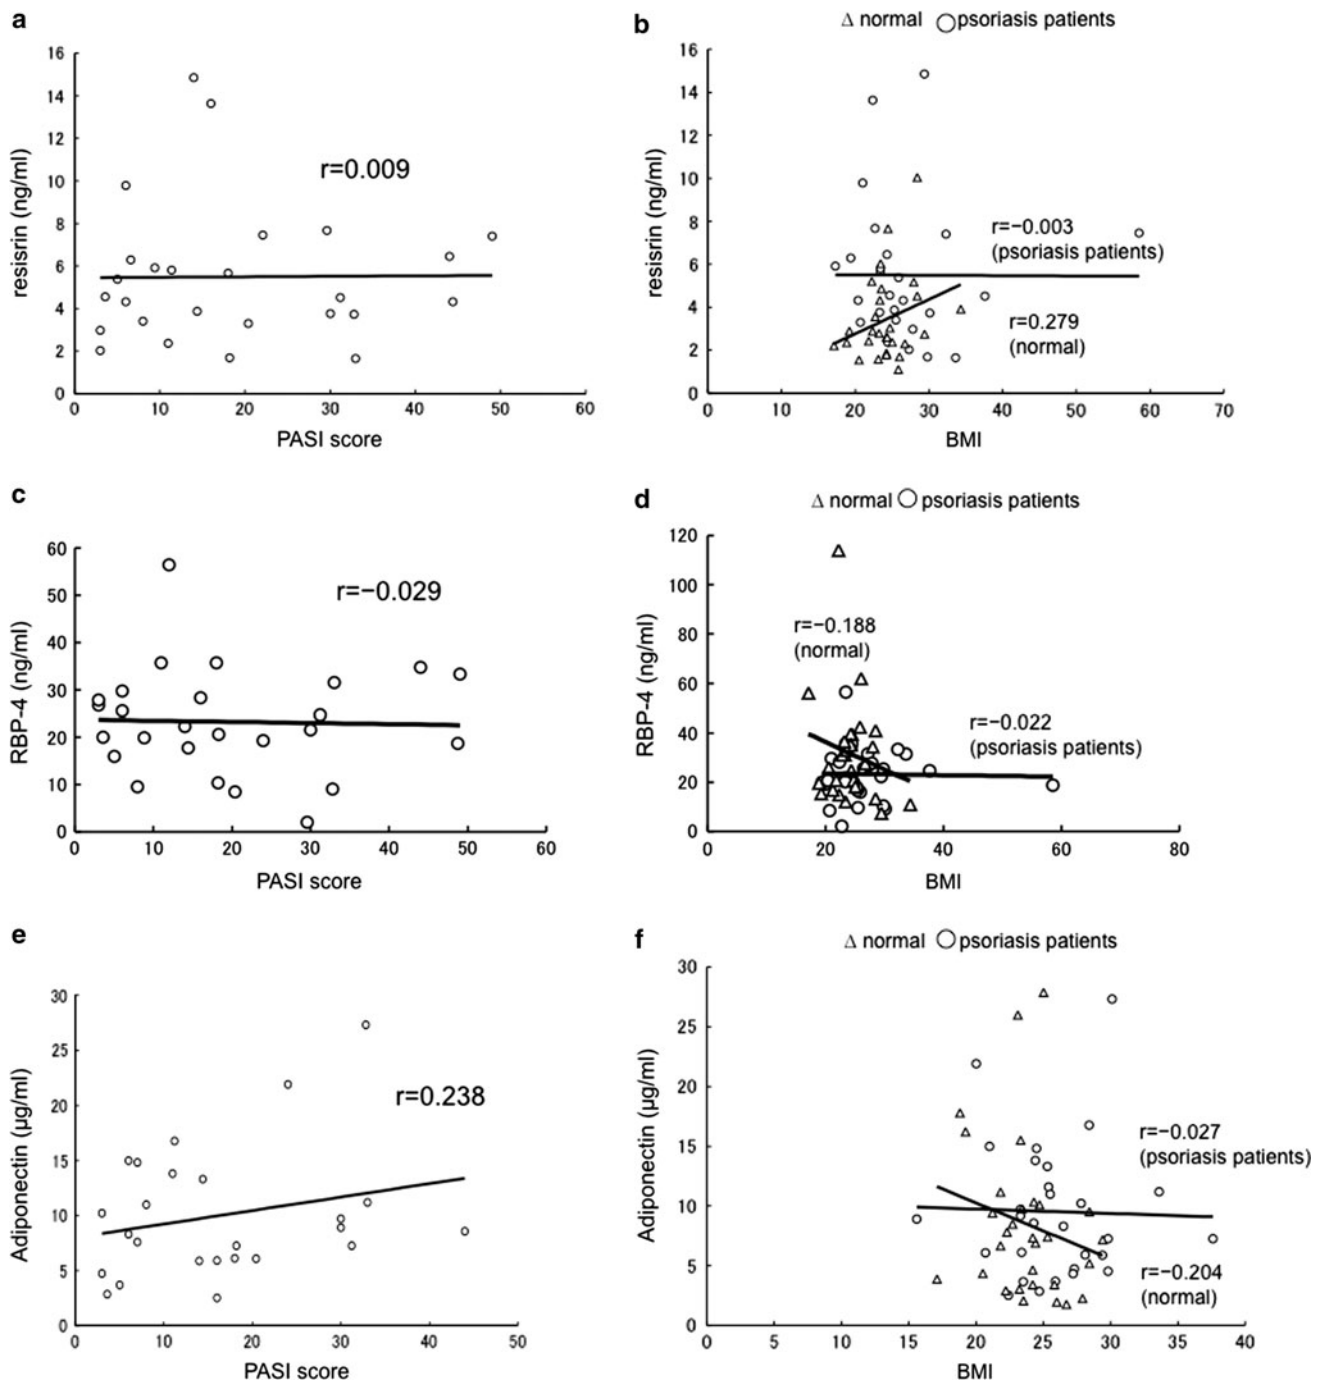 a
16
14
12
10
8
6
4
2
0
0 10 20 30 40 50 60
resisrin (ng/ml)
PASI score
r=0.009
b
Δ normal ○psoriasis patients
16
14
12
10
8
6
4
2
0
0 10 20 30 40 50 60 70
resisrin (ng/ml)
BMI
r=−0.003
(psoriasis patients)
r=0.279
(normal)
c
60
50
40
30
20
10
0
0 10 20 30 40 50 60
RBP-4 (ng/ml)
PASI score
r=−0.029
d
Δ normal ○ psoriasis patients
120
100
80
60
40
20
0
0 20 40 60 80
RBP-4 (ng/ml)
BMI
r=−0.188
(normal)
r=−0.022
(psoriasis patients)
e
30
25
20
15
10
5
0
0 10 20 30 40 50
Adiponectin (μg/ml)
PASI score
r=0.238
f
Δ normal ○psoriasis patients
30
25
20
15
10
5
0
0 5 10 15 20 25 30 35 40
Adiponectin (μg/ml)
BMI
r=−0.027
(psoriasis patients)
r=−0.204
(normal)